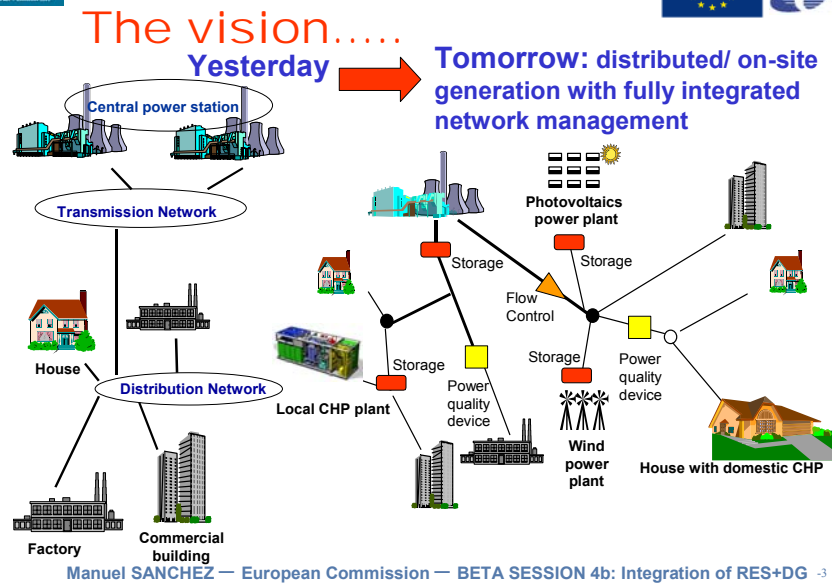 The vision.....
Yesterday
Tomorrow: distributed/ on-site
generation with fully integrated
network management
Central power station
Transmission Network
House
Distribution Network
Factory
Commercial
building
Photovoltaics
power plant
Storage
Storage
Flow
Control
Storage
Local CHP plant
Power
quality
device
Storage
Power
quality
device
Wind
power
plant
House with domestic CHP
Manuel SANCHEZ — European Commission — BETA SESSION 4b: Integration of RES+DG -3